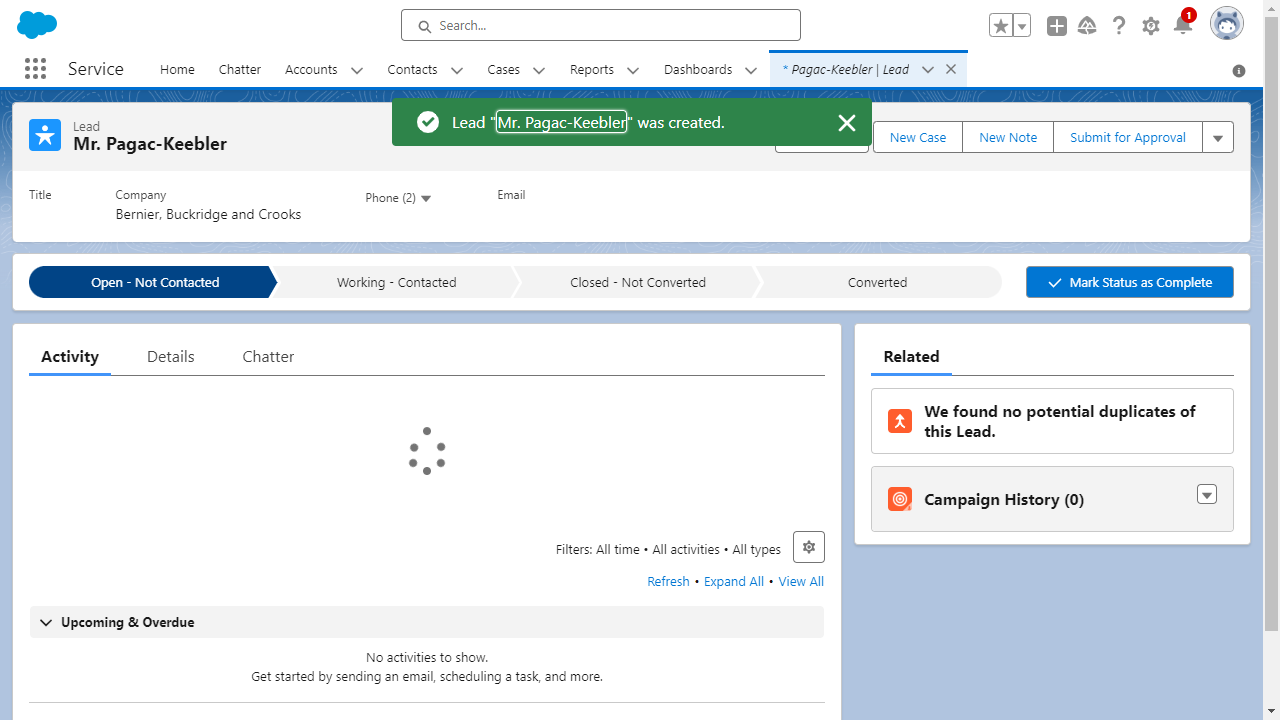 Search...
1
Service
Home
Chatter
Accounts
Contacts
Cases
Reports
Dashboards
* Pagac-Keebler | Lead
Lead "Mr. Pagac-Keebler" was created.
Lead
Mr. Pagac-Keebler
New Case
New Note
Submit for Approval
Title
Company
Bernier, Buckridge and Crooks
Phone (2)
Email
Open - Not Contacted
Working - Contacted
Closed - Not Converted
Converted
Mark Status as Complete
Activity
Details
Chatter
Related
We found no potential duplicates of
this Lead.
Campaign History (0)
Filters: All time • All activities • All types
Refresh • Expand All • View All
Upcoming & Overdue
No activities to show.
Get started by sending an email, scheduling a task, and more.